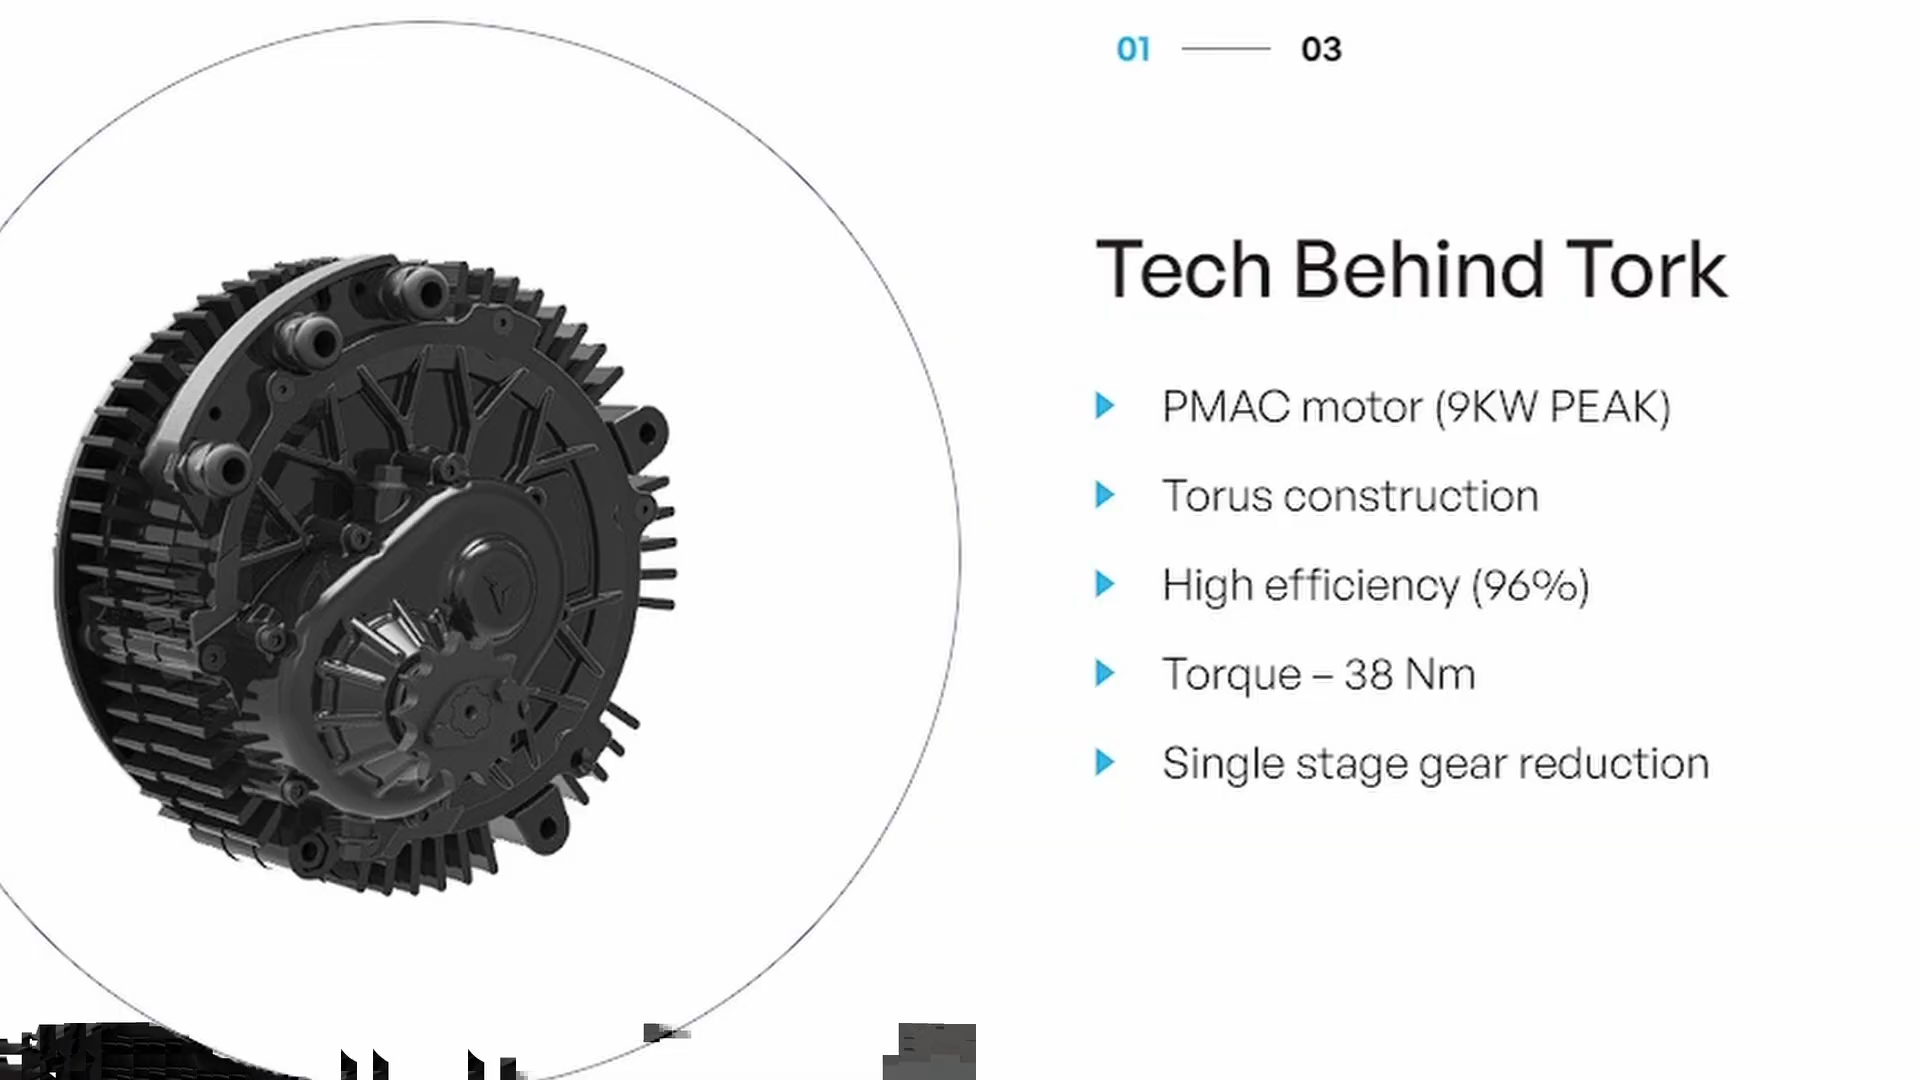 01 03
Tech Behind Tork
PMAC motor (9KW PEAK)
Torus construction
High efficiency (96%)
Torque – 38 Nm
Single stage gear reduction